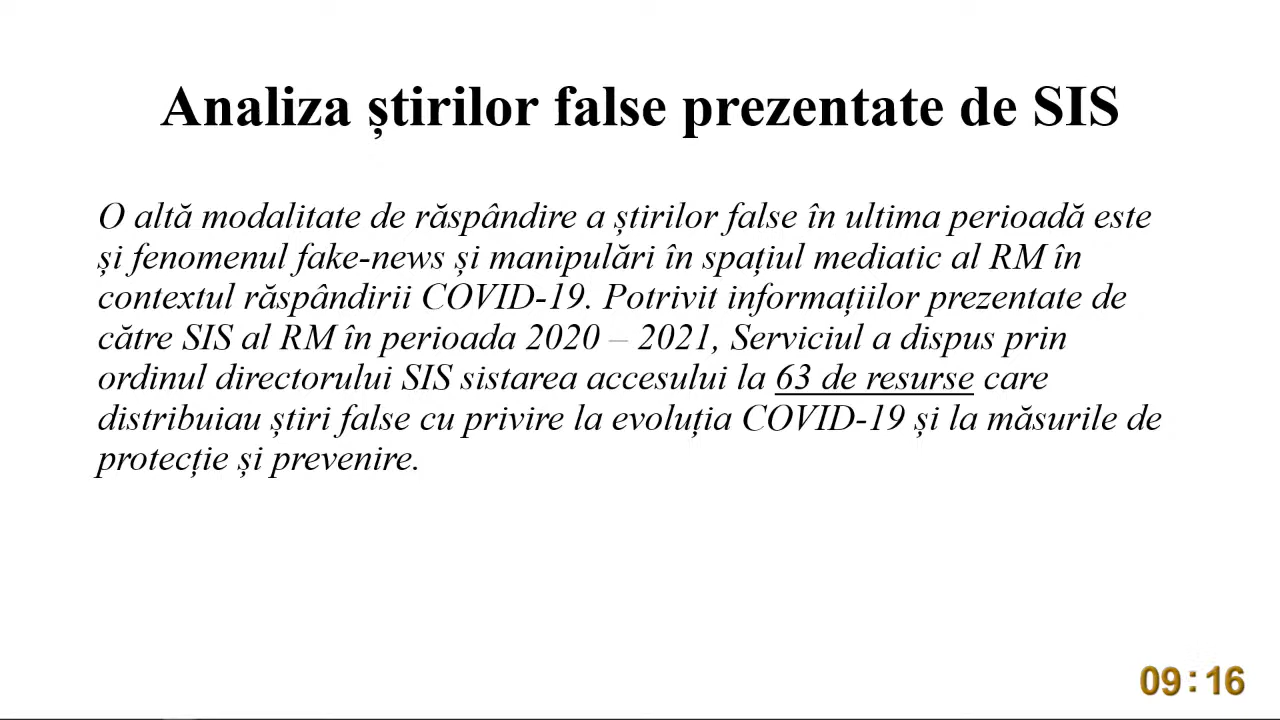 Analiza știrilor false prezentate de SIS
O altă modalitate de răspândire a știrilor false în ultima perioadă este
și fenomenul fake-news și manipulări în spațiul mediatic al RM în
contextul răspândirii COVID-19. Potrivit informațiilor prezentate de
către SIS al RM în perioada 2020 – 2021, Serviciul a dispus prin
ordinul directorului SIS sistarea accesului la 63 de resurse care
distribuiau știri false cu privire la evoluția COVID-19 și la măsurile de
protecție și prevenire.
09:16